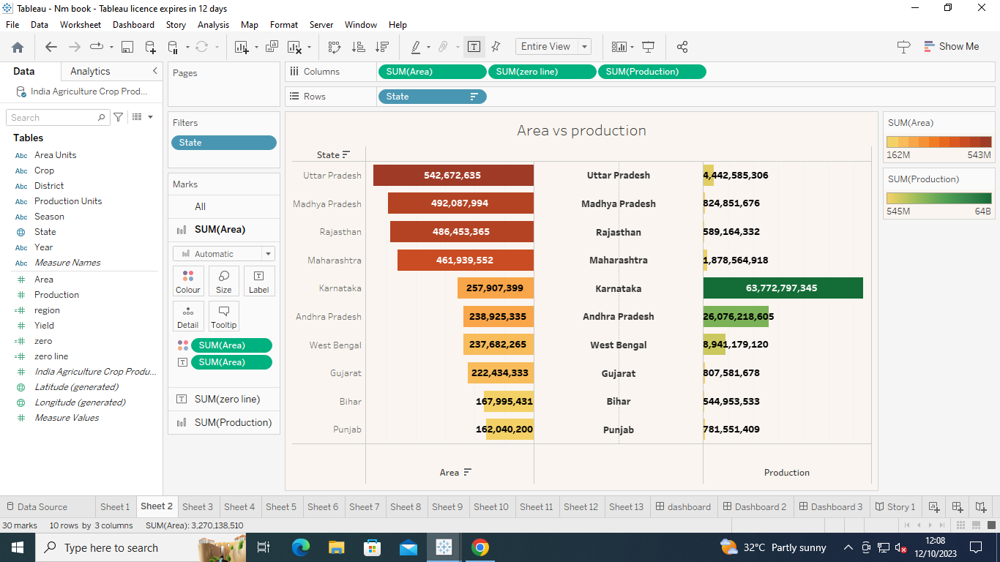 Tableau - Nm book - Tableau licence expires in 12 days
File Data Worksheet Dashboard Story Analysis Map Format Server Window Help
Entire View
Show Me
Data Analytics
India Agriculture Crop Prod...
Search
Tables
Abc Area Units
Abc Crop
Abc District
Abc Production Units
Abc Season
State
Abc Year
Abc Measure Names
# Area
# Production
=# region
# Yield
=# zero
=# zero line
# India Agriculture Crop Produ...
Latitude (generated)
Longitude (generated)
# Measure Values
Pages
Filters
State
Marks
All
SUM(Area)
Automatic
Colour Size Label
Detail Tooltip
SUM(Area)
SUM(Area)
SUM(zero line)
SUM(Production)
Columns SUM(Area) SUM(zero line) SUM(Production)
Rows State
Area vs production
State
Uttar Pradesh 542,672,635 Uttar Pradesh 4,442,585,306
Madhya Pradesh 492,087,994 Madhya Pradesh 824,851,676
Rajasthan 486,453,365 Rajasthan 589,164,332
Maharashtra 461,939,552 Maharashtra 1,878,564,918
Karnataka 257,907,399 Karnataka 63,772,797,345
Andhra Pradesh 238,925,335 Andhra Pradesh 26,076,218,605
West Bengal 237,682,265 West Bengal 8,941,179,120
Gujarat 222,434,333 Gujarat 807,581,678
Bihar 167,995,431 Bihar 544,953,533
Punjab 162,040,200 Punjab 781,551,409
Area Production
SUM(Area)
162M 543M
SUM(Production)
545M 64B
Data Source Sheet 1 Sheet 2 Sheet 3 Sheet 4 Sheet 5 Sheet 6 Sheet 7 Sheet 8 Sheet 9 Sheet 10 Sheet 11 Sheet 12 Sheet 13 dashboard Dashboard 2 Dashboard 3 Story 1
30 marks 10 rows by 3 columns SUM(Area): 3,270,138,510
Type here to search
32°C Partly sunny
12:08
12/10/2023